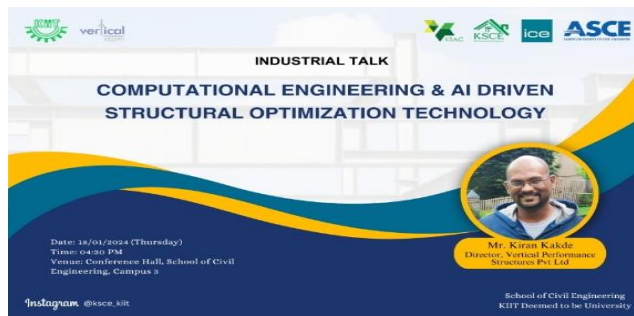 KIIT
vertical
KSAC
KSCE
ice
ASCE
INDUSTRIAL TALK
COMPUTATIONAL ENGINEERING & AI DRIVEN
STRUCTURAL OPTIMIZATION TECHNOLOGY
Mr. Kiran Kakde
Director, Vertical Performance
Structures Pvt Ltd
Date: 18/01/2024 (Thursday)
Time: 04:30 PM
Venue: Conference Hall, School of Civil
Engineering, Campus 3
Instagram @ksce_kiit
School of Civil Engineering
KIIT Deemed to be University